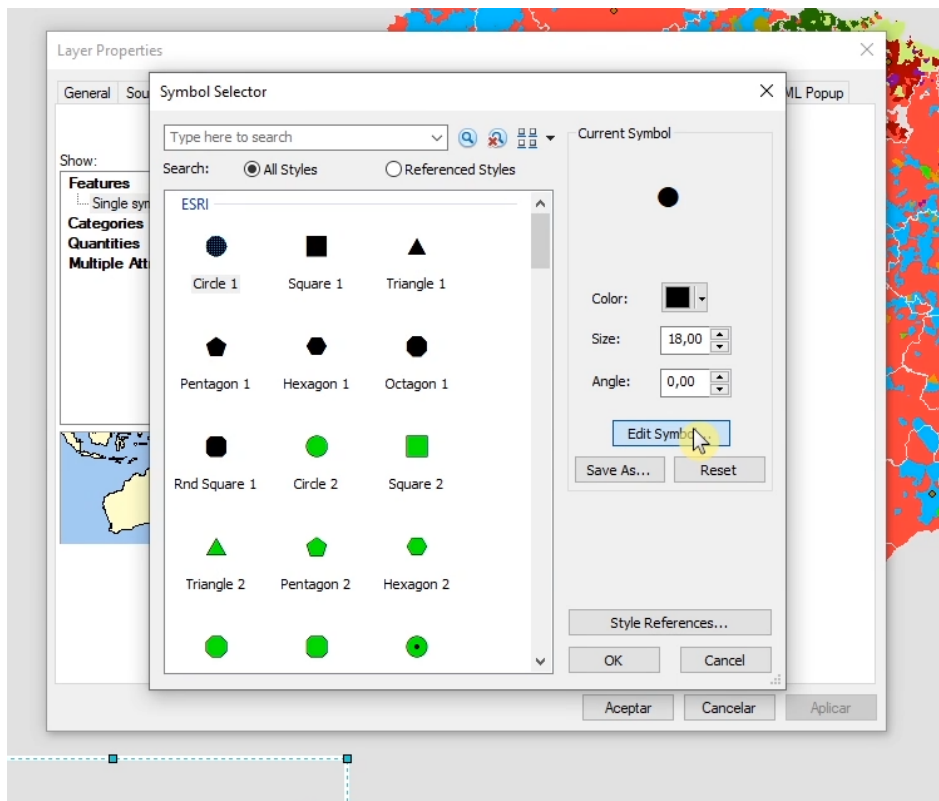 Layer Properties
General Sou
ML Popup
Symbol Selector
Type here to search
Current Symbol
Search: All Styles Referenced Styles
Show:
Features
Single sym
Categories
Quantities
Multiple Att
ESRI
Circle 1 Square 1 Triangle 1
Pentagon 1 Hexagon 1 Octagon 1
Rnd Square 1 Circle 2 Square 2
Triangle 2 Pentagon 2 Hexagon 2
Color:
Size: 18,00
Angle: 0,00
Edit Symbo...
Save As... Reset
Style References...
OK Cancel
Aceptar Cancelar Aplicar